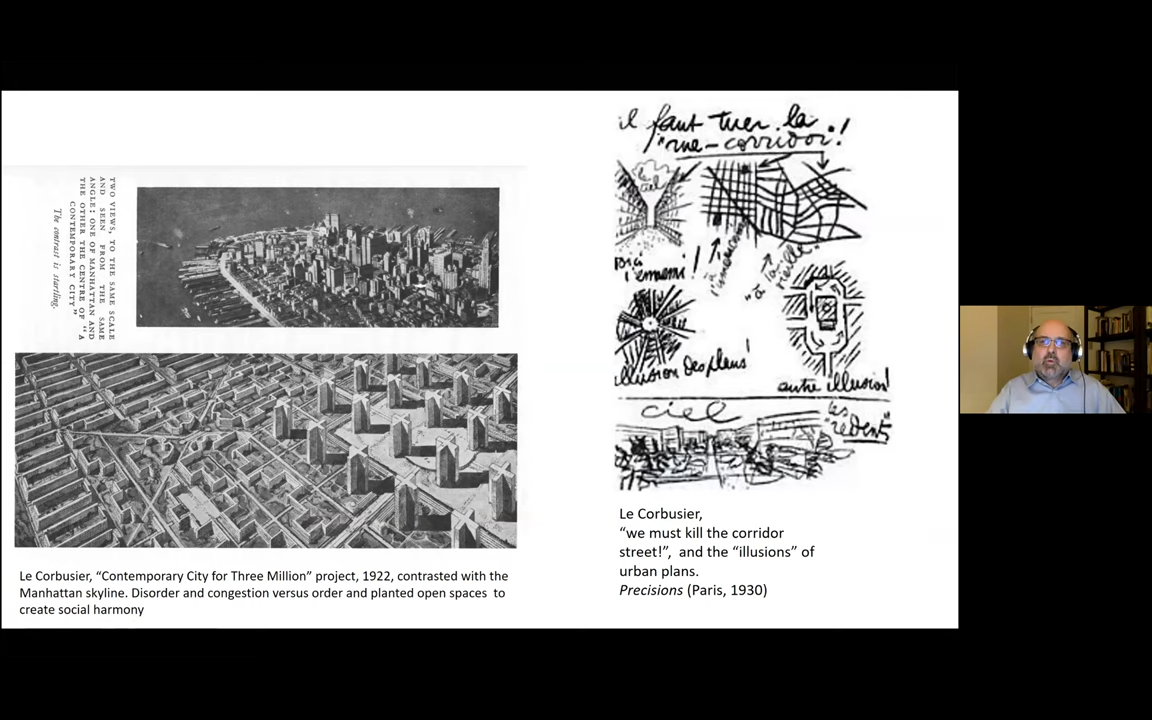 TWO VIEWS, TO THE SAME SCALE
AND SEEN FROM THE SAME
ANGLE: ONE OF MANHATTAN AND
THE OTHER THE CENTRE OF "A
CONTEMPORARY CITY"
The contrast is startling.
Le Corbusier, “Contemporary City for Three Million” project, 1922, contrasted with the
Manhattan skyline. Disorder and congestion versus order and planted open spaces to
create social harmony
il faut tuer la
"rue-corridor!
l'ennemi!
illusion des plans!
autre illusion!
ciel
les
"redents"
Le Corbusier,
“we must kill the corridor
street!”, and the “illusions” of
urban plans.
Precisions (Paris, 1930)